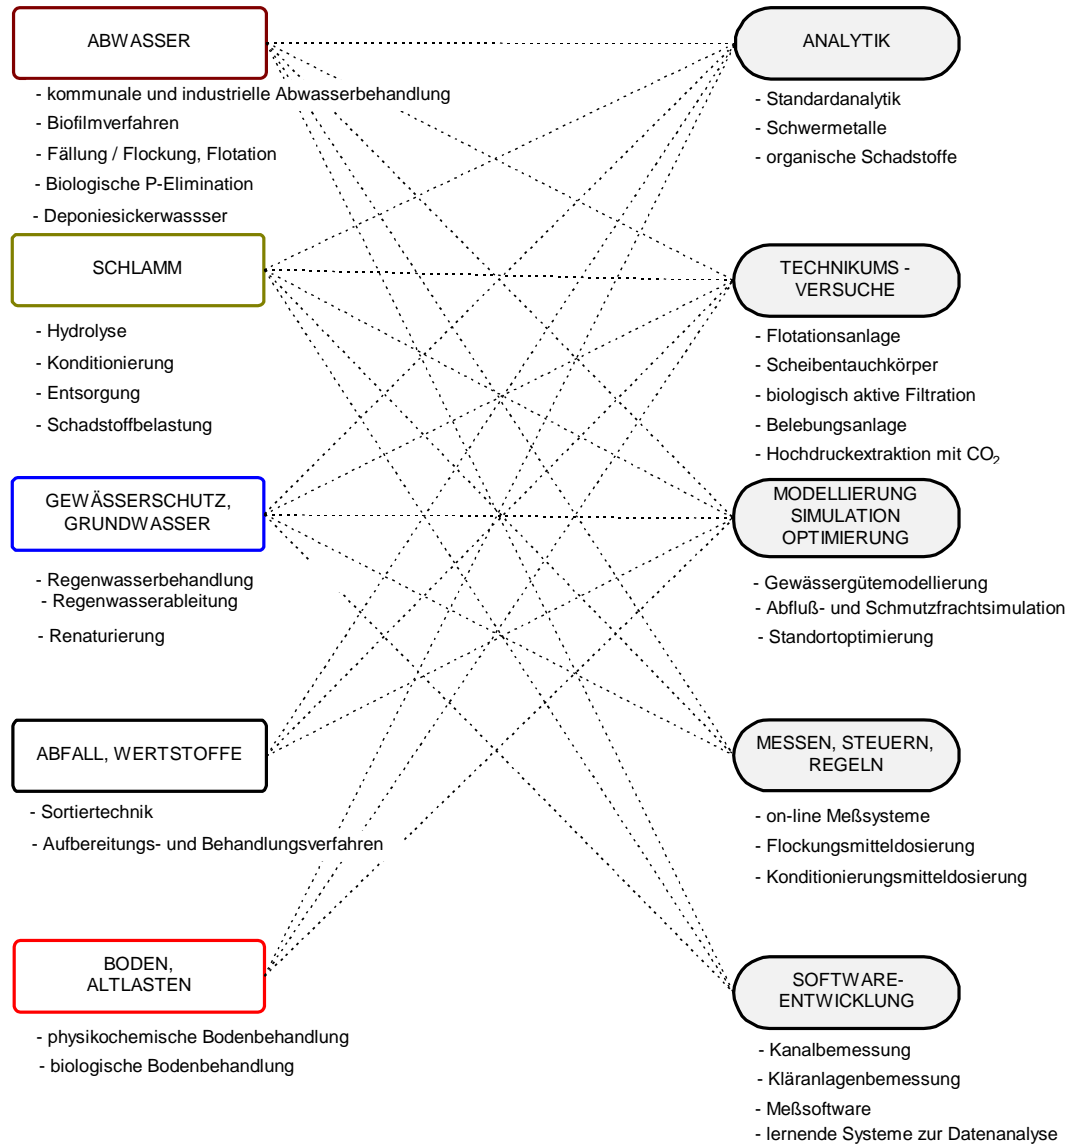 ABWASSER
- kommunale und industrielle Abwasserbehandlung
- Biofilmverfahren
- Fällung / Flockung, Flotation
- Biologische P-Elimination
- Deponiesickerwassser
SCHLAMM
- Hydrolyse
- Konditionierung
- Entsorgung
- Schadstoffbelastung
GEWÄSSERSCHUTZ,
GRUNDWASSER
- Regenwasserbehandlung
- Regenwasserableitung
- Renaturierung
ABFALL, WERTSTOFFE
- Sortiertechnik
- Aufbereitungs- und Behandlungsverfahren
BODEN,
ALTLASTEN
- physikochemische Bodenbehandlung
- biologische Bodenbehandlung
ANALYTIK
- Standardanalytik
- Schwermetalle
- organische Schadstoffe
TECHNIKUMS -
VERSUCHE
- Flotationsanlage
- Scheibentauchkörper
- biologisch aktive Filtration
- Belebungsanlage
- Hochdruckextraktion mit CO₂
MODELLIERUNG
SIMULATION
OPTIMIERUNG
- Gewässergütemodellierung
- Abfluß- und Schmutzfrachtsimulation
- Standortoptimierung
MESSEN, STEUERN,
REGELN
- on-line Meßsysteme
- Flockungsmitteldosierung
- Konditionierungsmitteldosierung
SOFTWARE-
ENTWICKLUNG
- Kanalbemessung
- Kläranlagenbemessung
- Meßsoftware
- lernende Systeme zur Datenanalyse